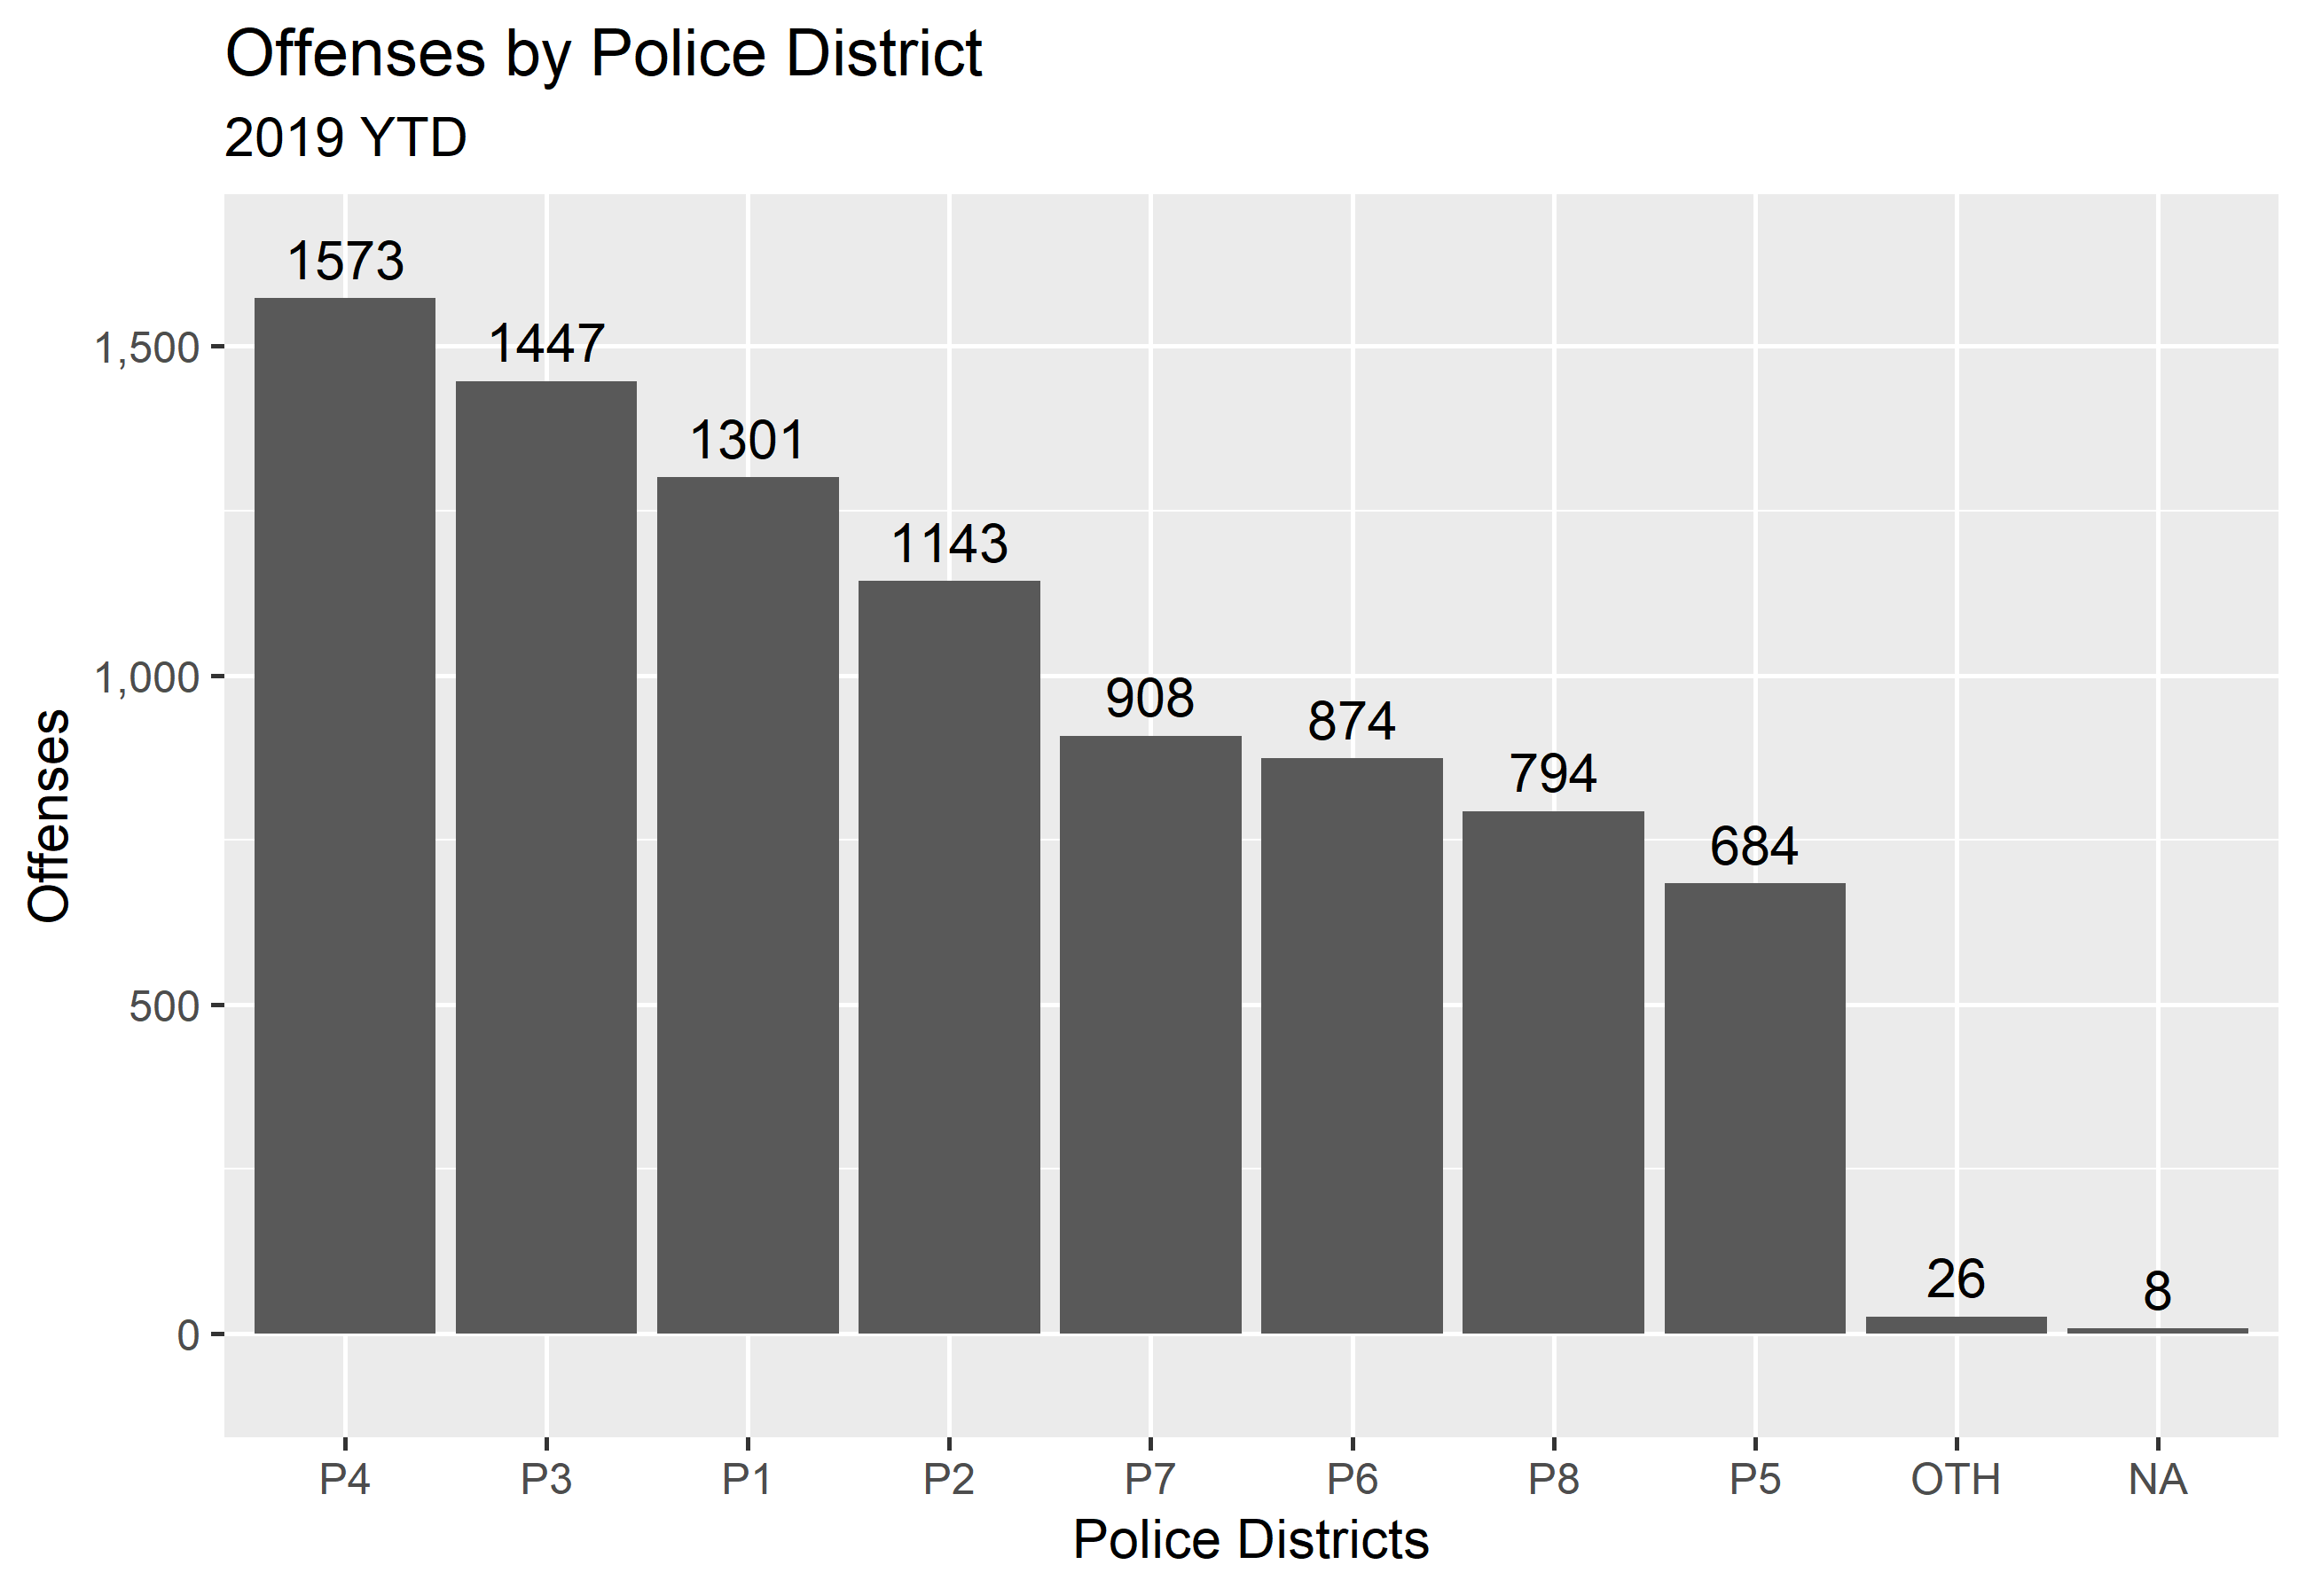 Offenses by Police District
2019 YTD
1573
1447
1301
1143
908
874
794
684
26
8
1,500
1,000
500
0
Offenses
P4 P3 P1 P2 P7 P6 P8 P5 OTH NA
Police Districts